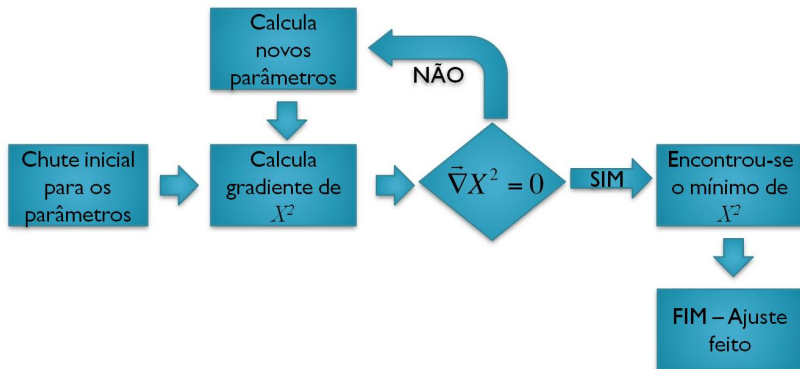 Calcula
novos
parâmetros
NÃO
Chute inicial
para os
parâmetros
Calcula
gradiente de
X²
∇⃗X² = 0
SIM
Encontrou-se
o mínimo de
X²
FIM – Ajuste
feito